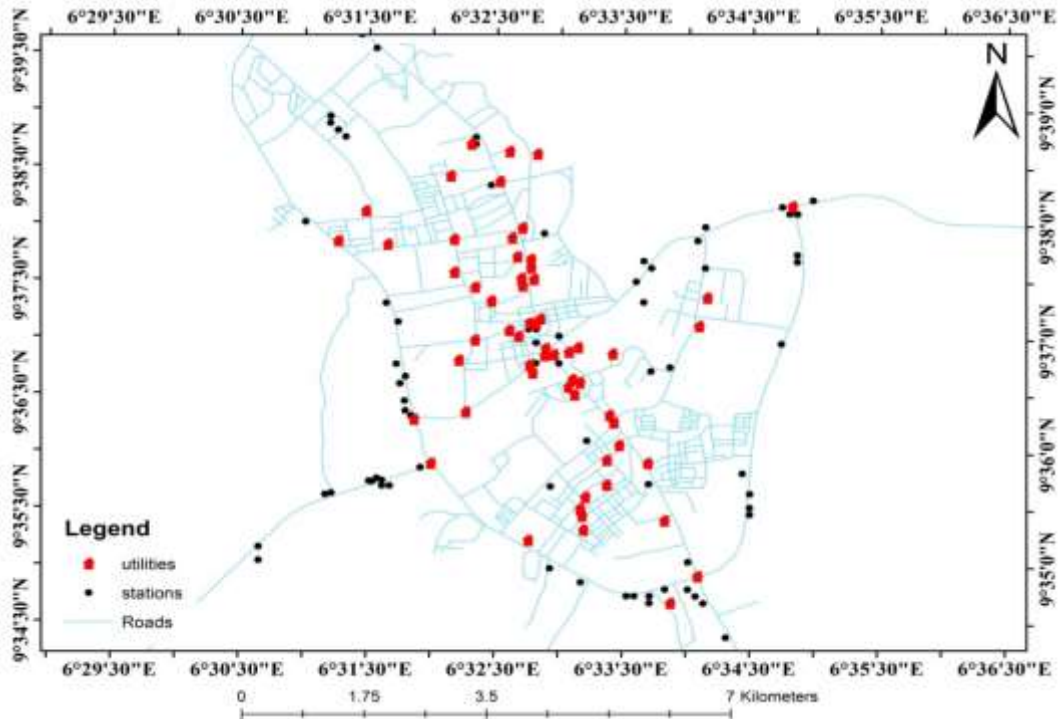 6°29'30"E 6°30'30"E 6°31'30"E 6°32'30"E 6°33'30"E 6°34'30"E 6°35'30"E 6°36'30"E
9°39'30"N
9°38'30"N
9°37'30"N
9°36'30"N
9°35'30"N
9°34'30"N
N
9°39'0"N
9°38'0"N
9°37'0"N
9°36'0"N
9°35'0"N
Legend
utilities
stations
Roads
6°29'30"E 6°30'30"E 6°31'30"E 6°32'30"E 6°33'30"E 6°34'30"E 6°35'30"E 6°36'30"E
0 1.75 3.5 7 Kilometers